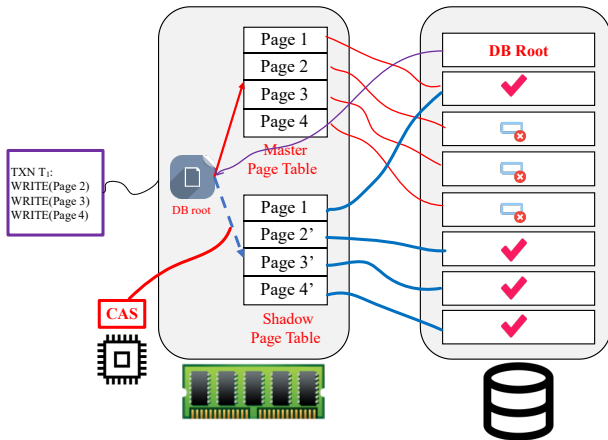 Page 1
Page 2
Page 3
Page 4
Master
Page Table
DB Root
TXN T₁:
WRITE(Page 2)
WRITE(Page 3)
WRITE(Page 4)
DB root
Page 1
Page 2’
Page 3’
Page 4’
Shadow
Page Table
CAS